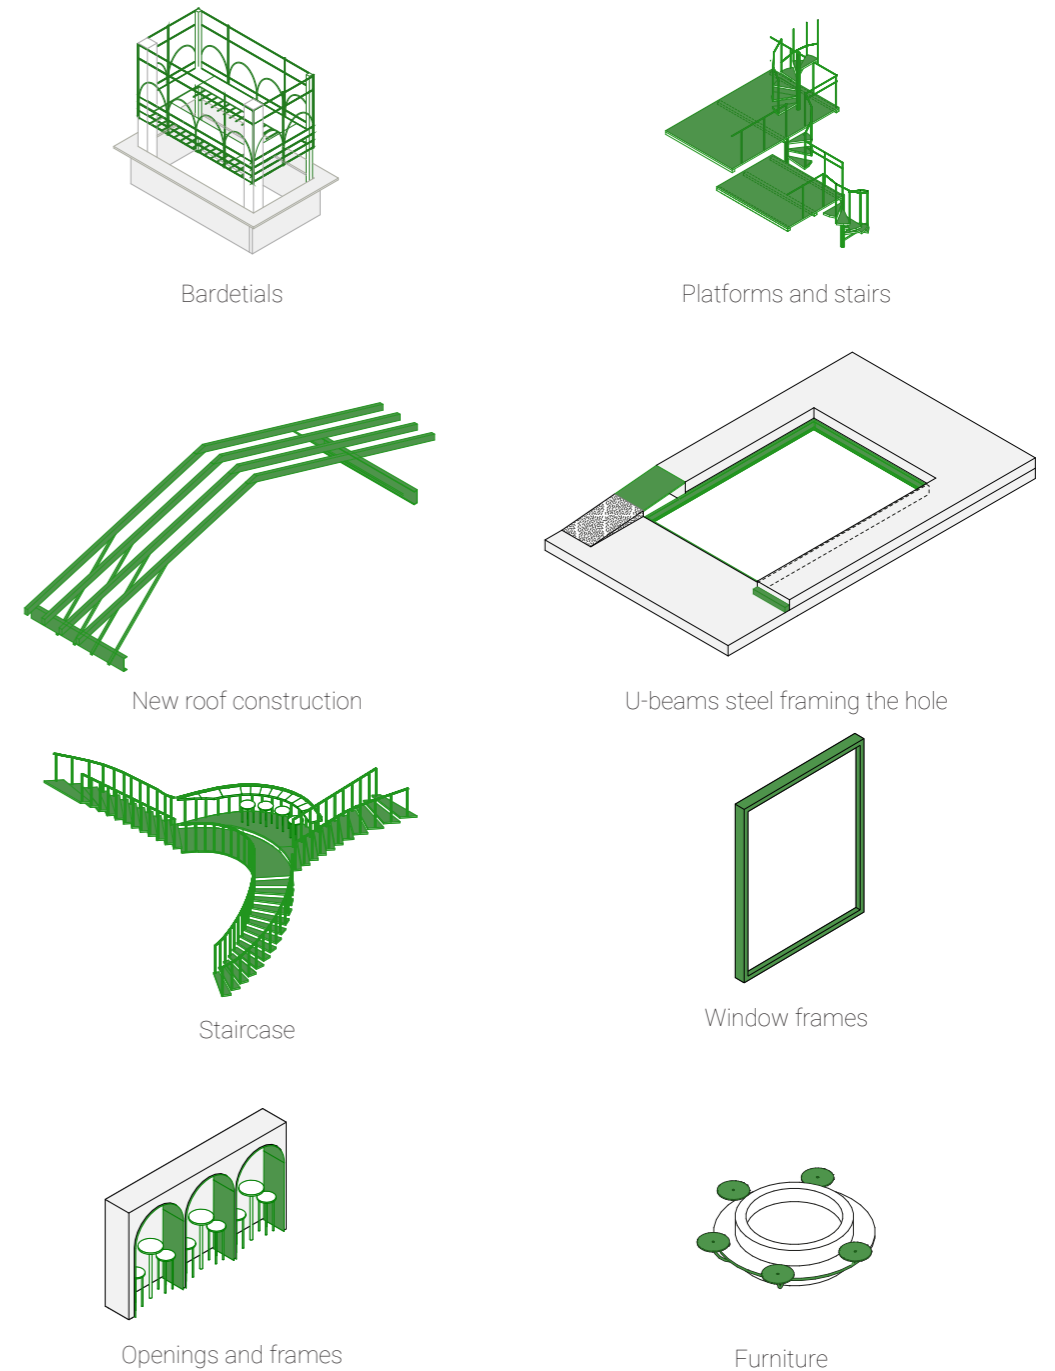 Bardetials
Platforms and stairs
New roof construction
U-beams steel framing the hole
Staircase
Window frames
Openings and frames
Furniture